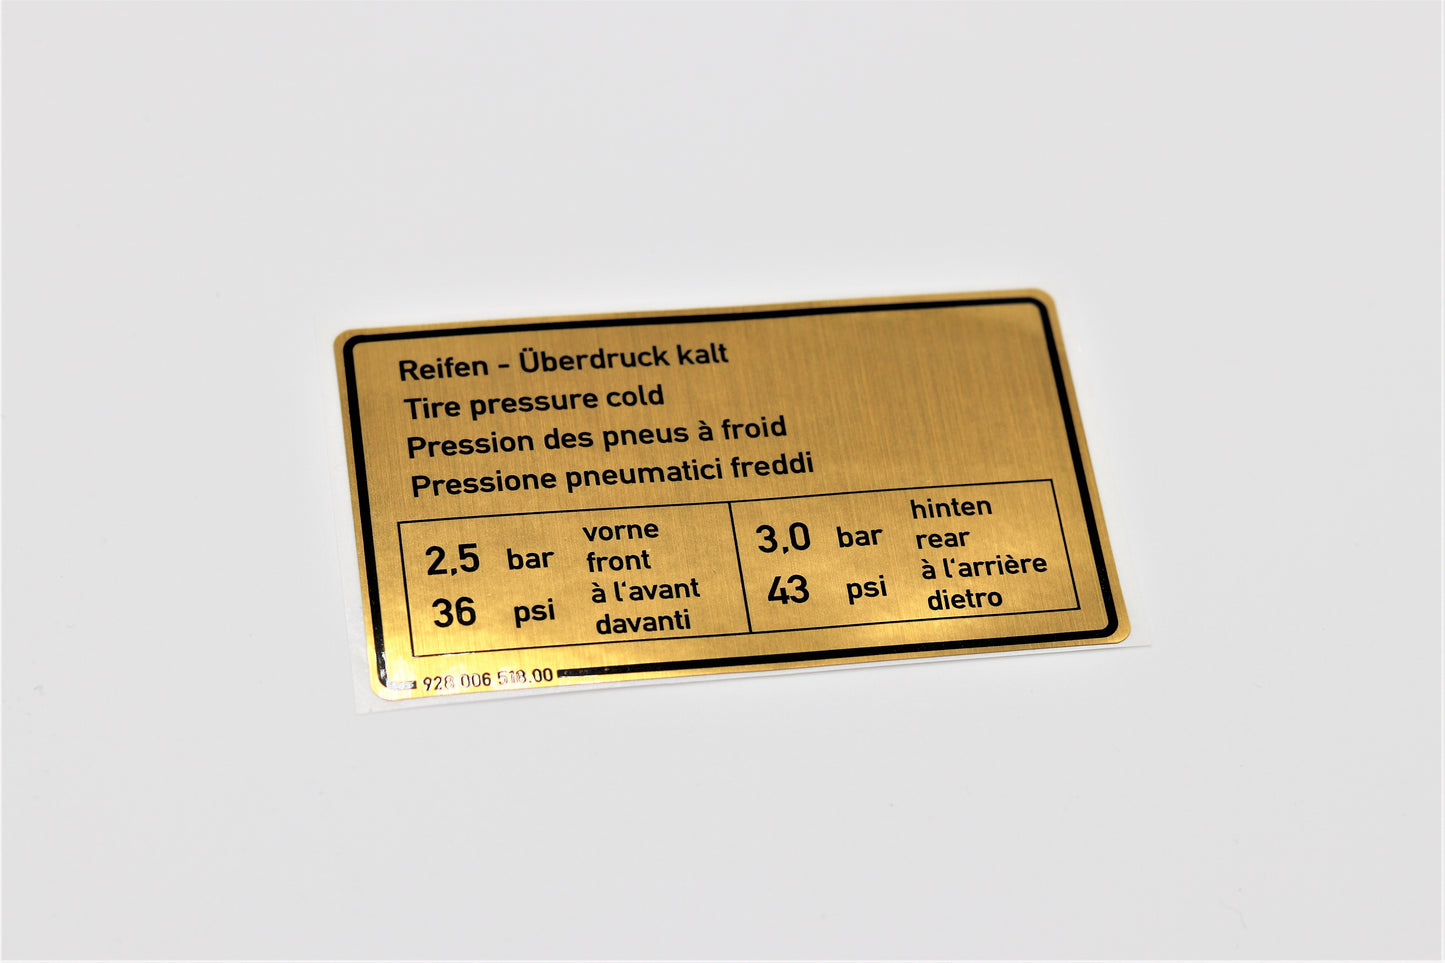 Reifen - Überdruck kalt
Tire pressure cold
Pression des pneus à froid
Pressione pneumatici freddi
2,5 bar
36 psi
vorne
front
à l‘avant
davanti
3,0 bar
43 psi
hinten
rear
à l‘arrière
dietro
928 006 518.00